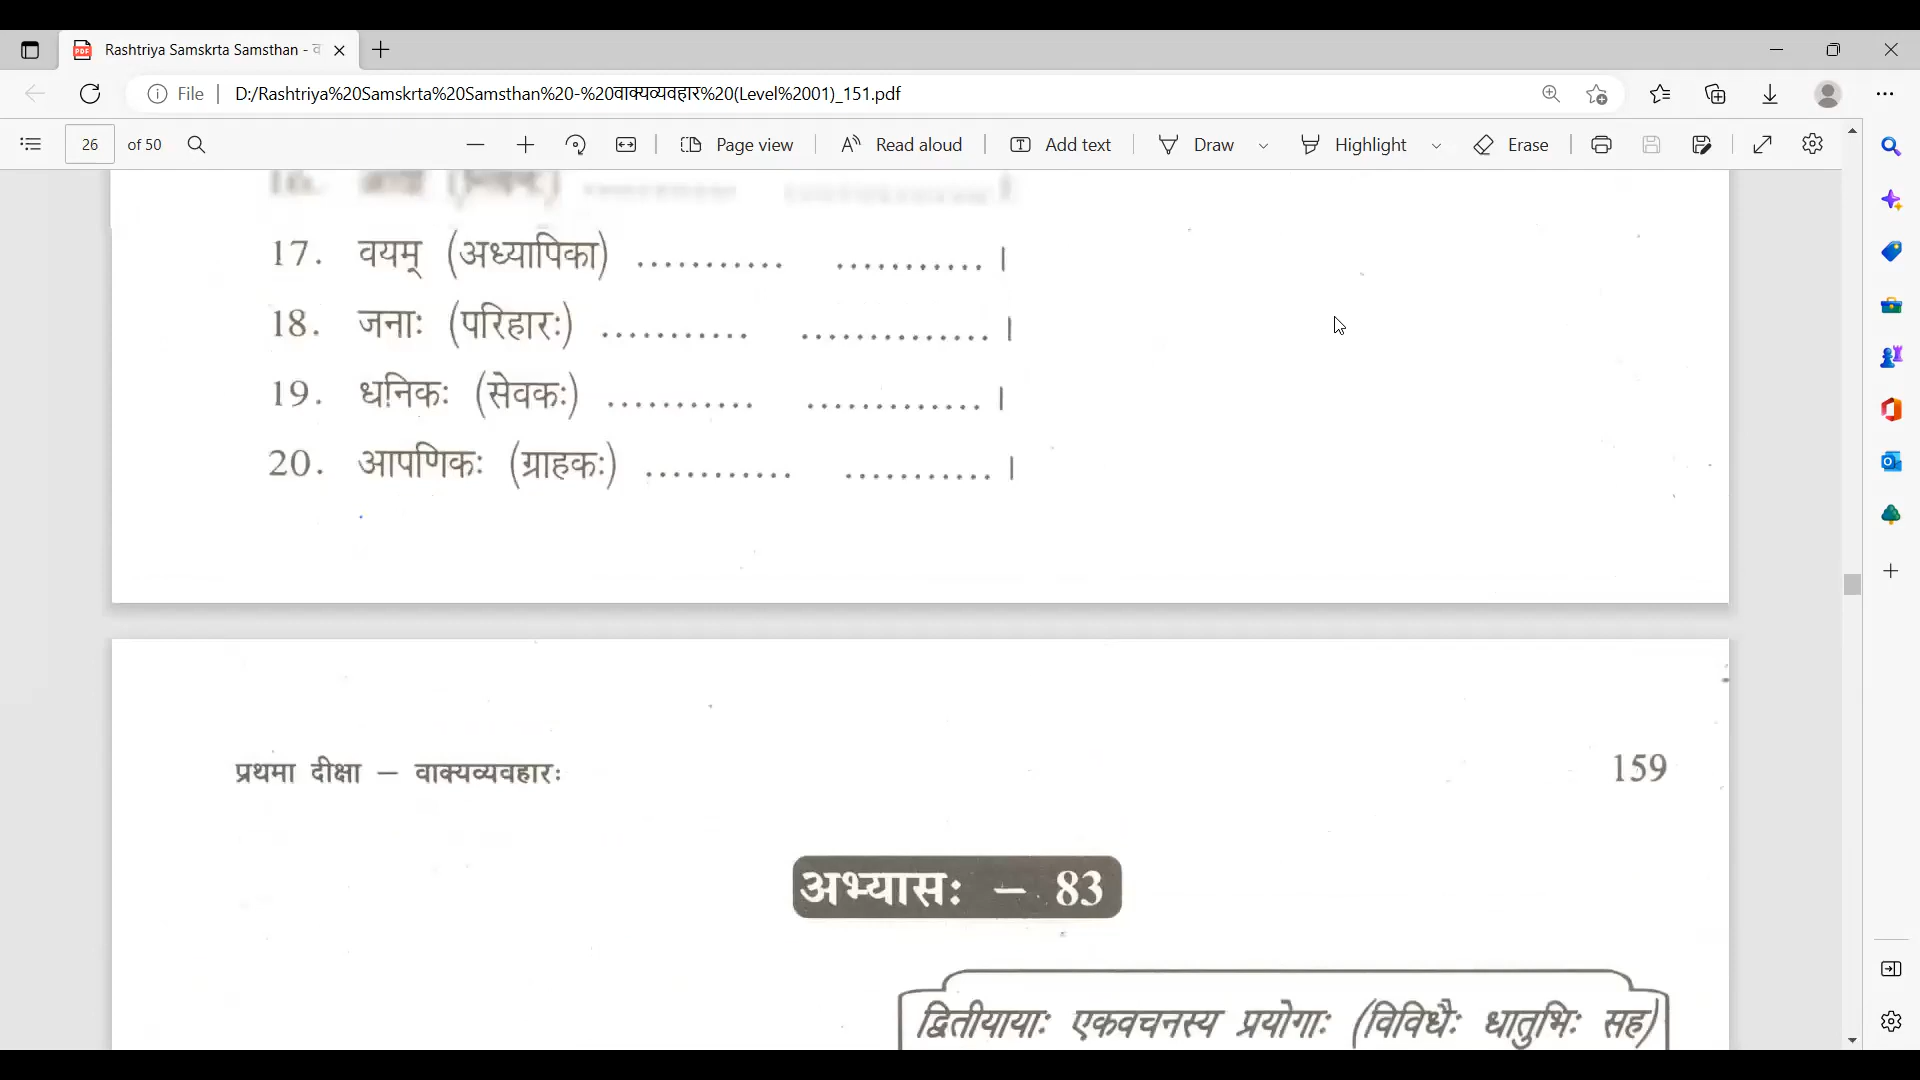 Rashtriya Samskrta Samsthan - व
File D:/Rashtriya%20Samskrta%20Samsthan%20-%20वाक्यव्यवहार%20(Level%2001)_151.pdf
26 of 50 Page view Read aloud Add text Draw Highlight Erase
17. वयम् (अध्यापिका) ........... ........... ।
18. जनाः (परिहारः) ........... .............. ।
19. धनिकः (सेवकः) ........... ............. ।
20. आपणिकः (ग्राहकः) ........... ........... ।
प्रथमा दीक्षा – वाक्यव्यवहारः 159
अभ्यासः – 83
द्वितीयायाः एकवचनस्य प्रयोगाः (विविधैः धातुभिः सह)